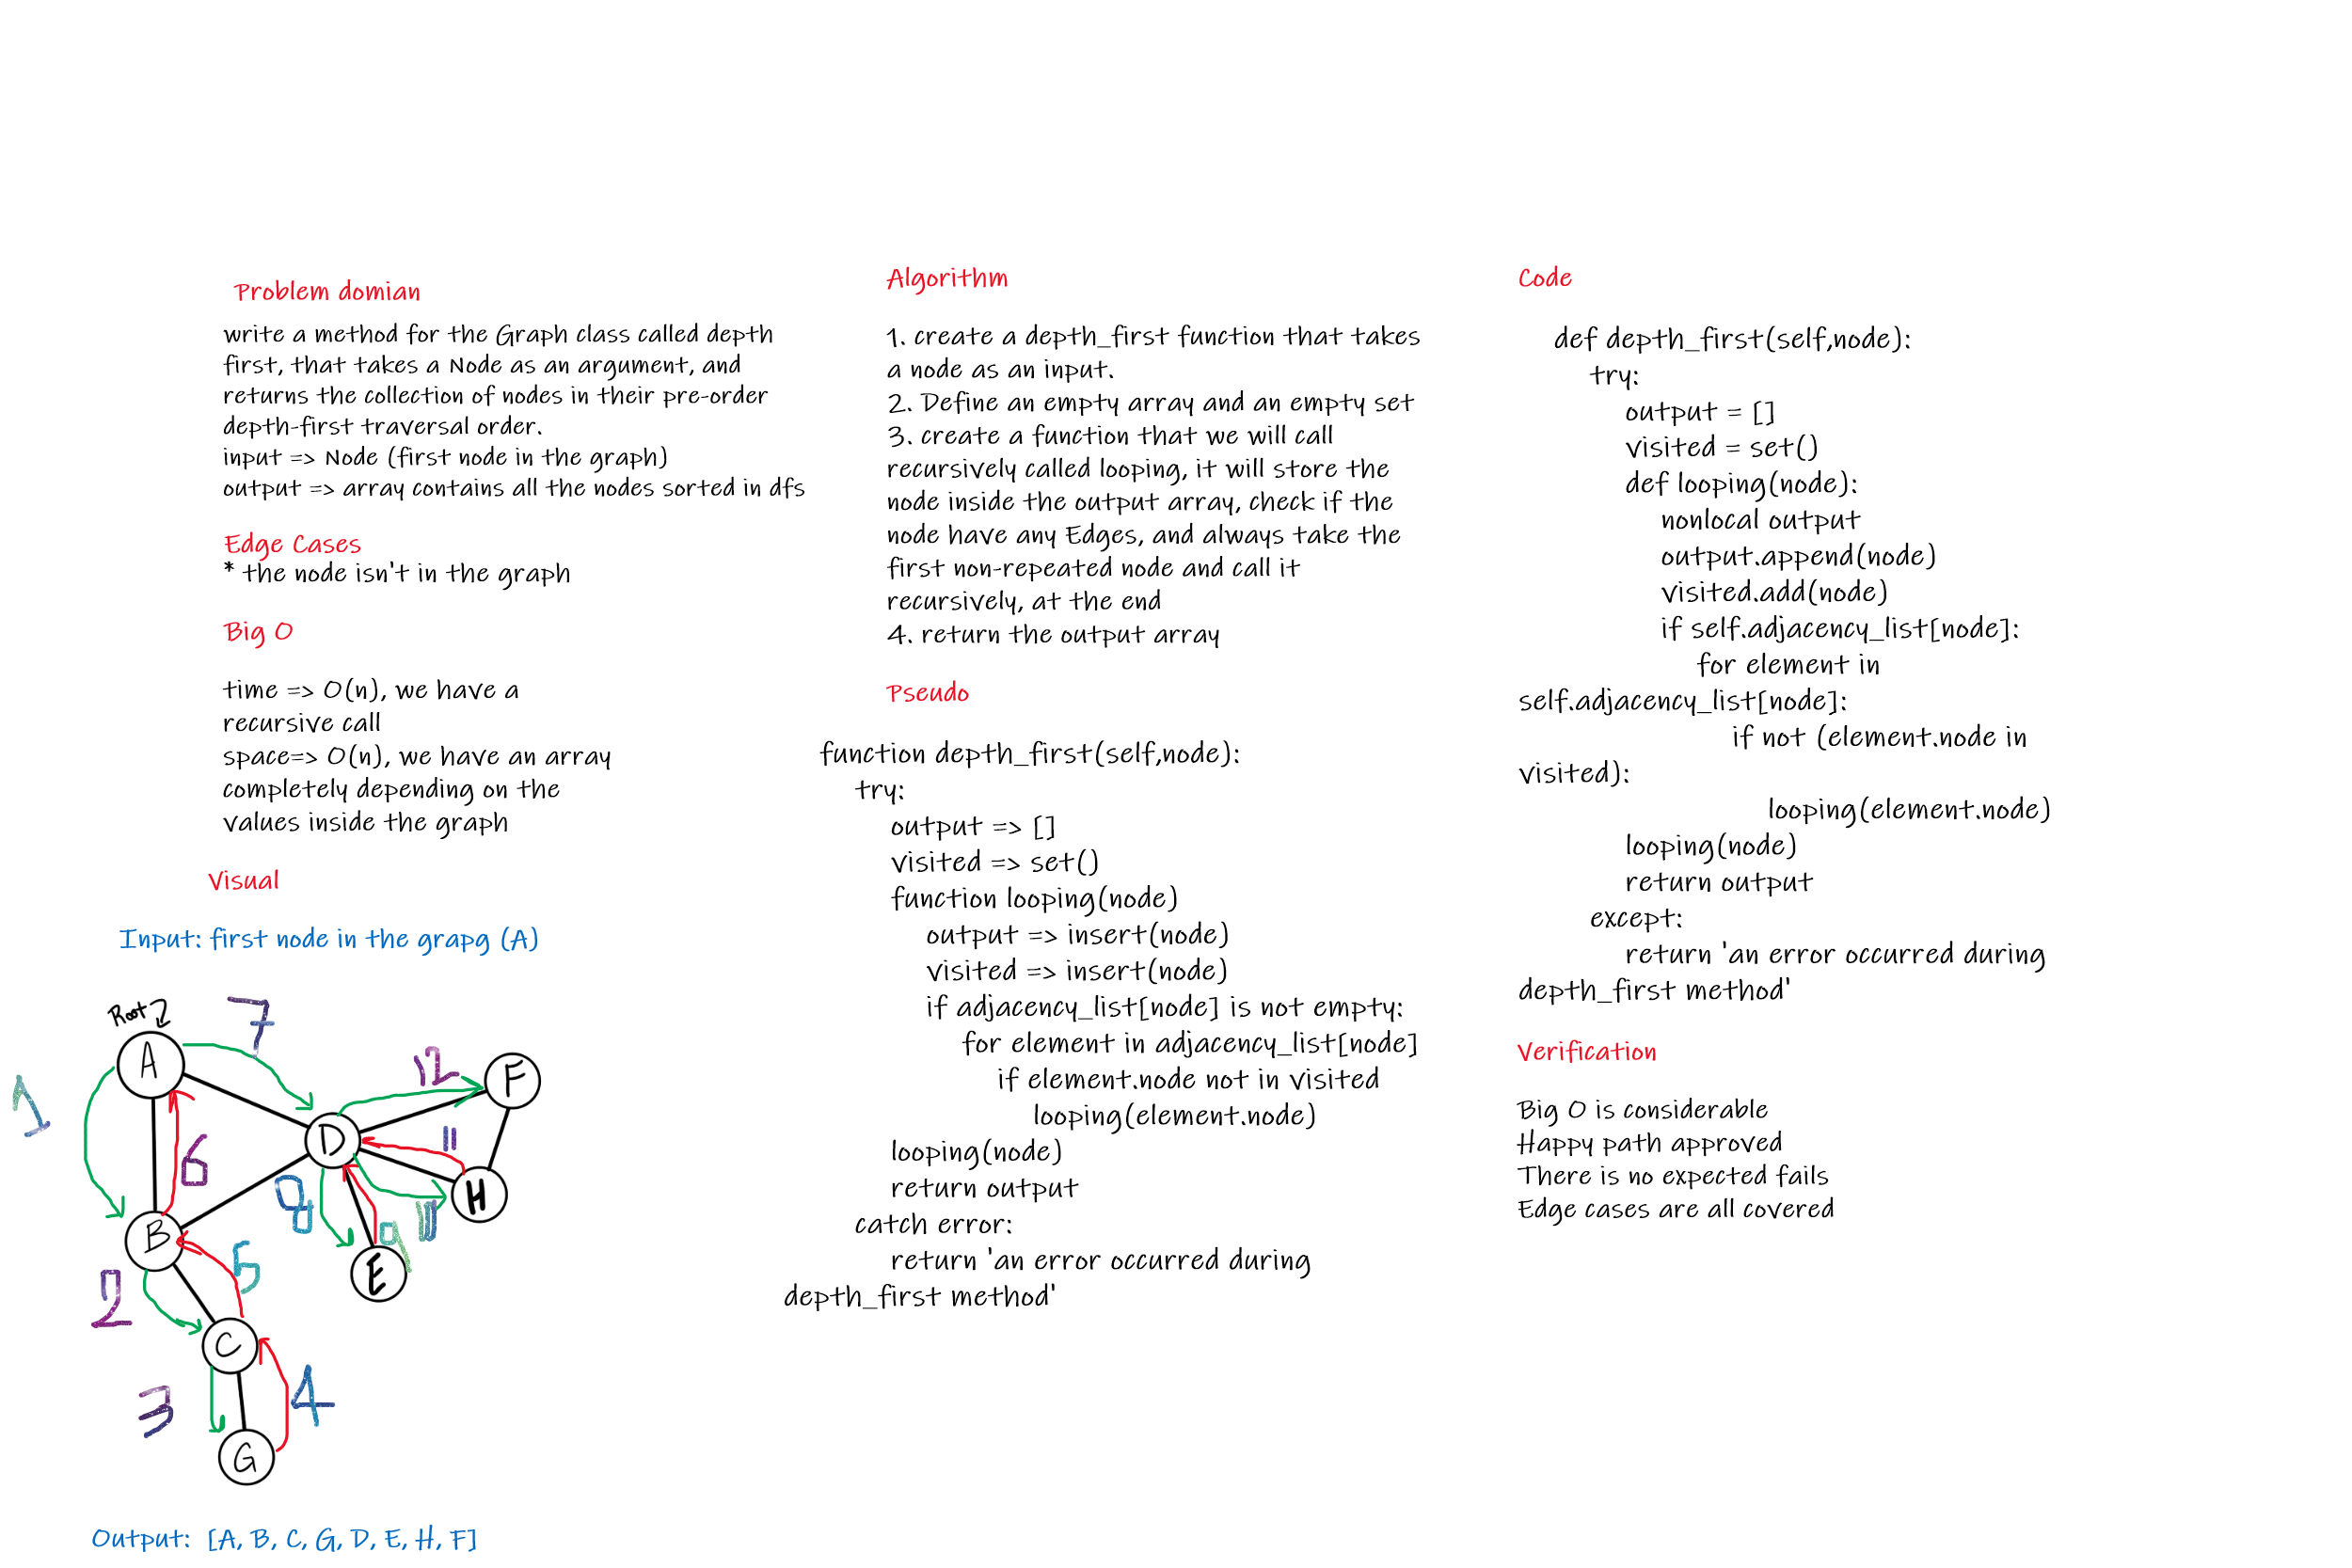 Problem domian
write a method for the Graph class called depth
first, that takes a Node as an argument, and
returns the collection of nodes in their pre-order
depth-first traversal order.
input => Node (first node in the graph)
output => array contains all the nodes sorted in dfs
Edge Cases
* the node isn't in the graph
Big O
time => O(n), we have a
recursive call
space=> O(n), we have an array
completely depending on the
values inside the graph
Visual
Input: first node in the grapg (A)
Root
7
A
12
F
1
D
11
6
H
8
10
B
9
5
E
2
C
3
4
G
Output: [A, B, C, G, D, E, H, F]
Algorithm
1. create a depth_first function that takes
a node as an input.
2. Define an empty array and an empty set
3. create a function that we will call
recursively called looping, it will store the
node inside the output array, check if the
node have any Edges, and always take the
first non-repeated node and call it
recursively, at the end
4. return the output array
Pseudo
function depth_first(self,node):
try:
output => []
visited => set()
function looping(node)
output => insert(node)
visited => insert(node)
if adjacency_list[node] is not empty:
for element in adjacency_list[node]
if element.node not in visited
looping(element.node)
looping(node)
return output
catch error:
return 'an error occurred during
depth_first method'
Code
def depth_first(self,node):
try:
output = []
visited = set()
def looping(node):
nonlocal output
output.append(node)
visited.add(node)
if self.adjacency_list[node]:
for element in
self.adjacency_list[node]:
if not (element.node in
visited):
looping(element.node)
looping(node)
return output
except:
return 'an error occurred during
depth_first method'
Verification
Big O is considerable
Happy path approved
There is no expected fails
Edge cases are all covered